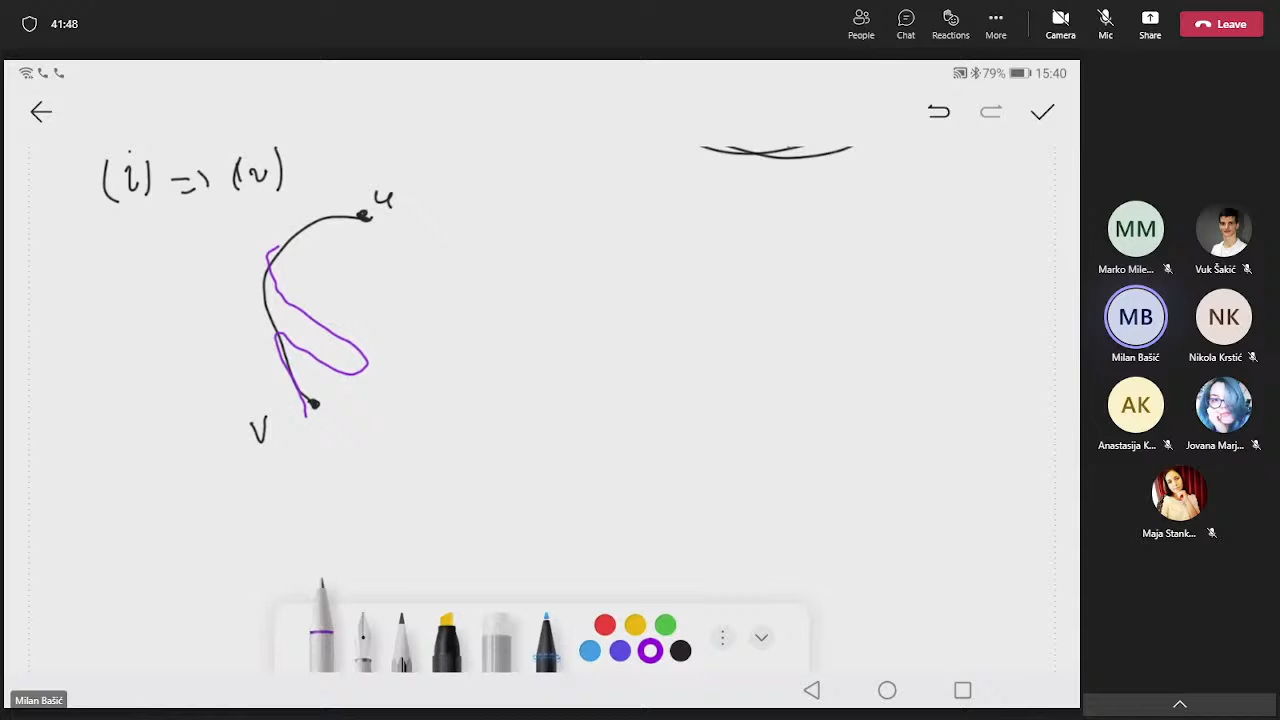 41:48
People Chat Reactions More Camera Mic Share Leave
79% 15:40
(i) => (ii)
u
v
MM
Marko Mile... Vuk Šakić
MB NK
Milan Bašić Nikola Krstić
AK
Anastasija K... Jovana Marj...
Maja Stank...
Milan Bašić